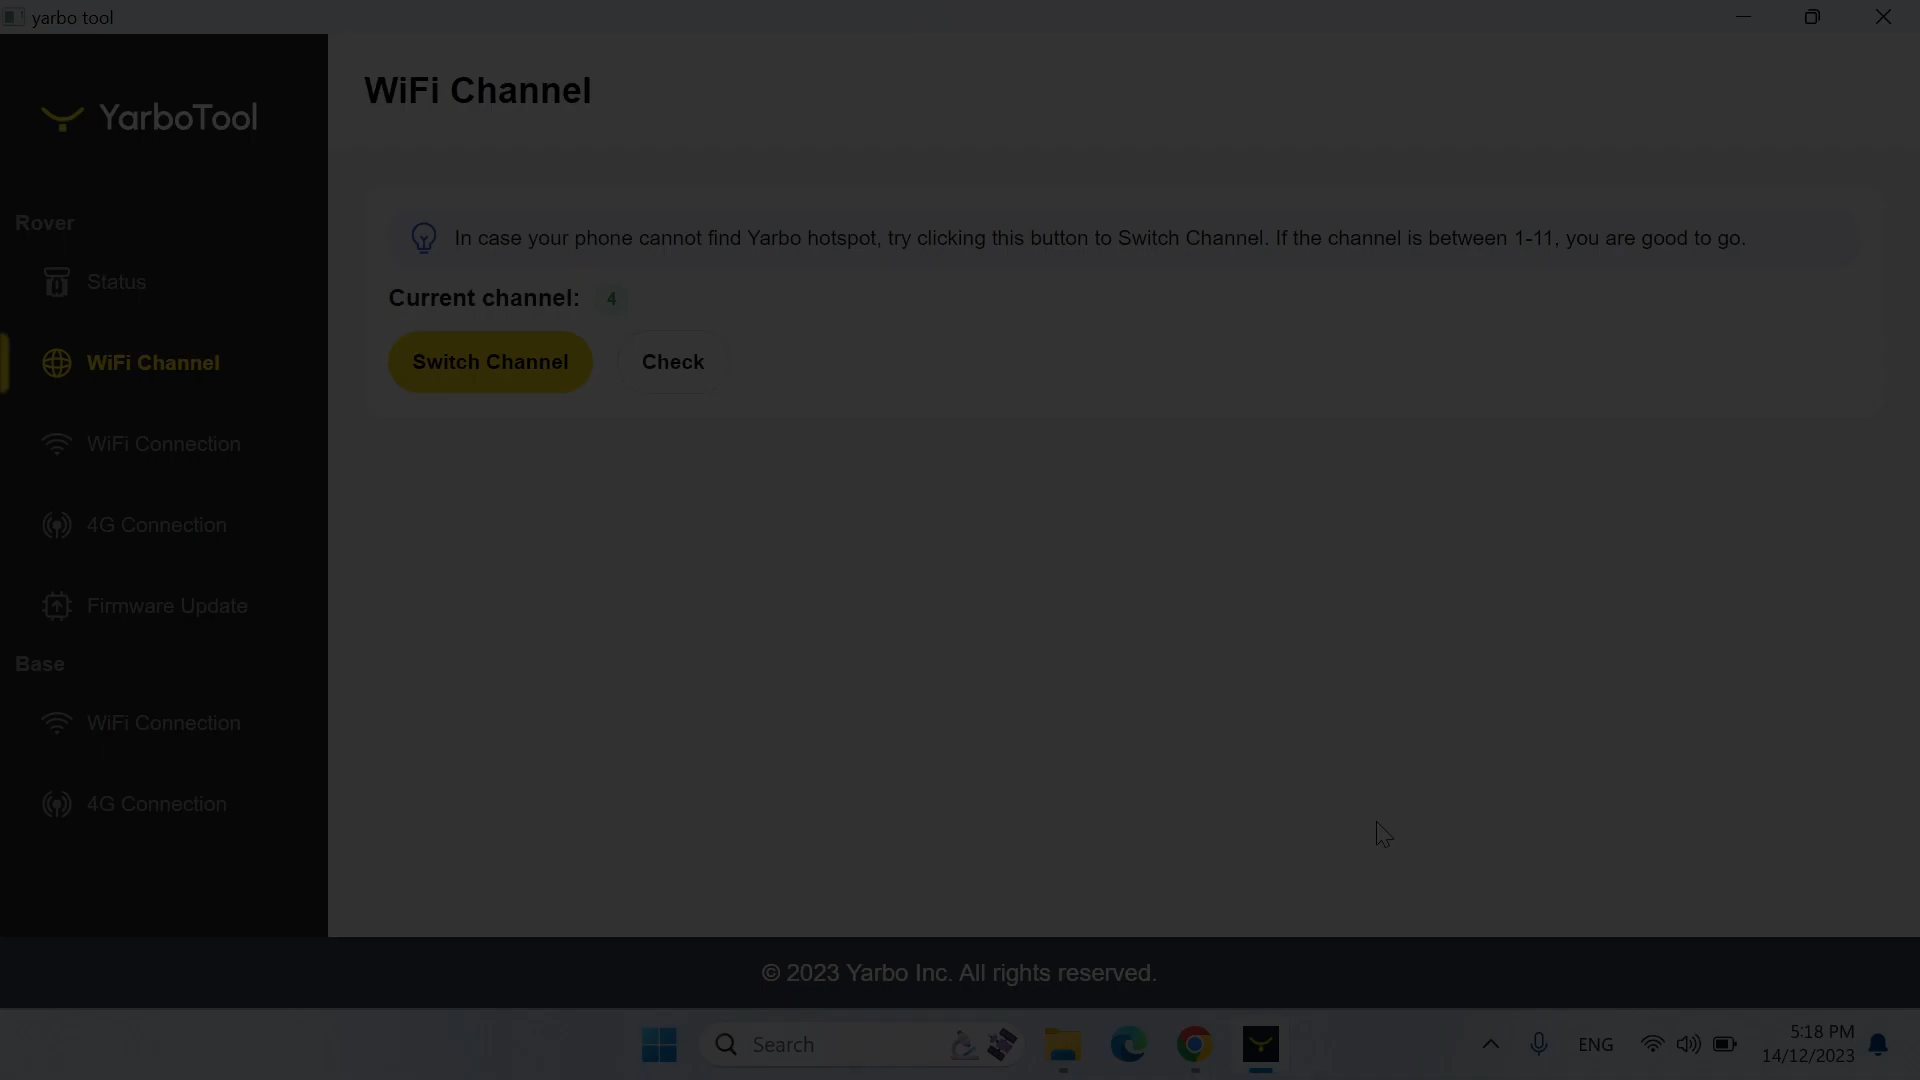 yarbo tool
YarboTool
Rover
Status
WiFi Channel
WiFi Connection
4G Connection
Firmware Update
Base
WiFi Connection
4G Connection
WiFi Channel
In case your phone cannot find Yarbo hotspot, try clicking this button to Switch Channel. If the channel is between 1-11, you are good to go.
Current channel: 4
Switch Channel Check
© 2023 Yarbo Inc. All rights reserved.
Search
ENG
5:18 PM
14/12/2023